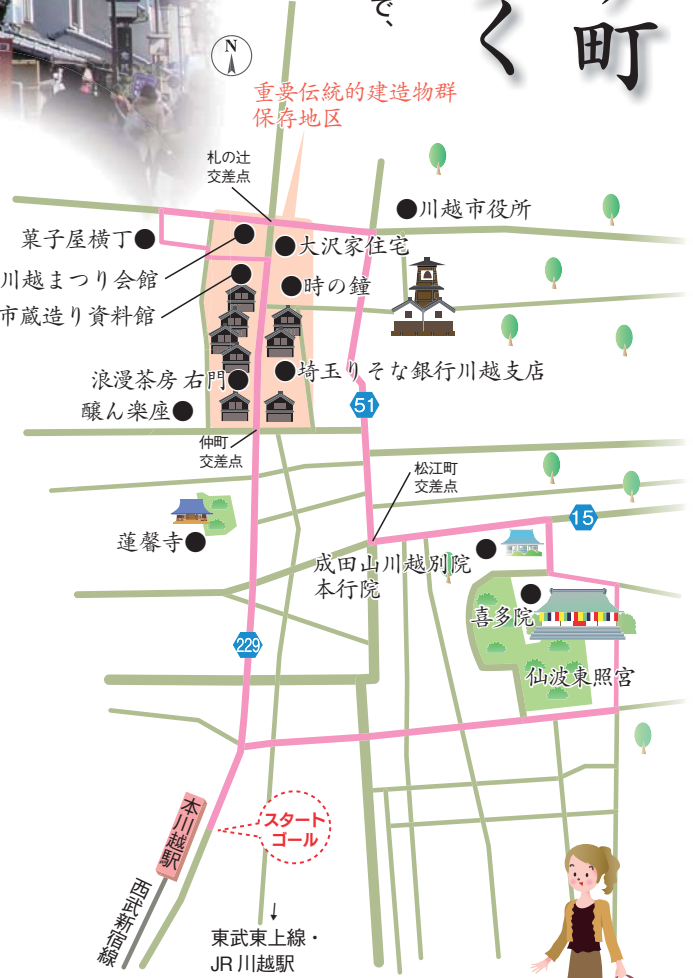 で、
く
町
N
重要伝統的建造物群
保存地区
札の辻
交差点
川越市役所
菓子屋横丁
大沢家住宅
川越まつり会館
時の鐘
市蔵造り資料館
浪漫茶房 右門
埼玉りそな銀行川越支店
醸ん楽座
51
仲町
交差点
松江町
交差点
15
蓮馨寺
成田山川越別院
本行院
喜多院
229
仙波東照宮
スタート
ゴール
本川越駅
西武新宿線
東武東上線・
JR 川越駅